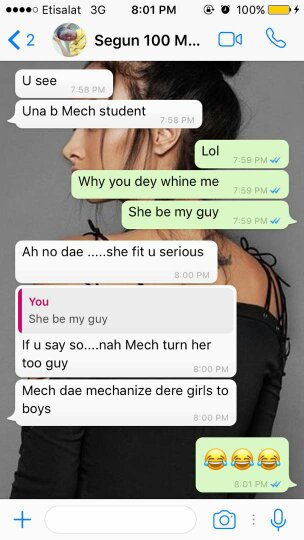 Etisalat 3G 8:01 PM 100%
2 Segun 100 M...
U see
7:58 PM
Una b Mech student
7:58 PM
Lol
7:59 PM
Why you dey whine me
7:59 PM
She be my guy
7:59 PM
Ah no dae .....she fit u serious
8:00 PM
You
She be my guy
If u say so....nah Mech turn her
too guy
8:00 PM
Mech dae mechanize dere girls to
boys
8:00 PM
😂😂😂
8:01 PM